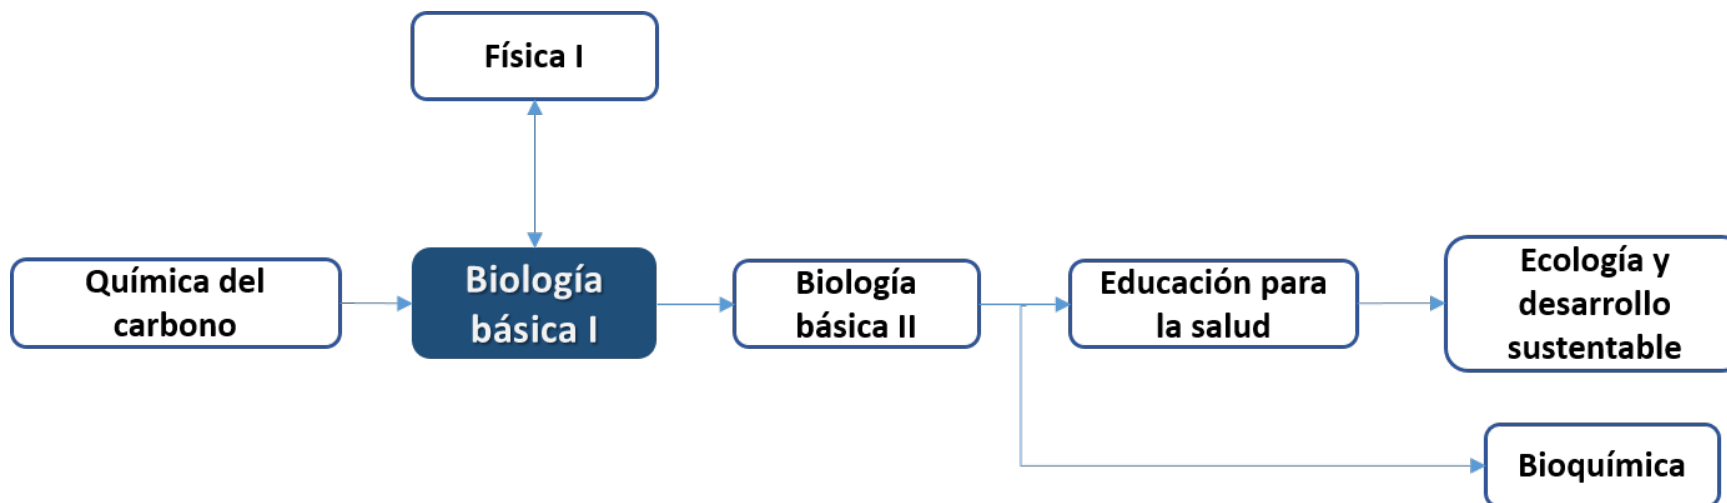 Física I
Química del
carbono
Biología
básica I
Biología
básica II
Educación para
la salud
Ecología y
desarrollo
sustentable
Bioquímica